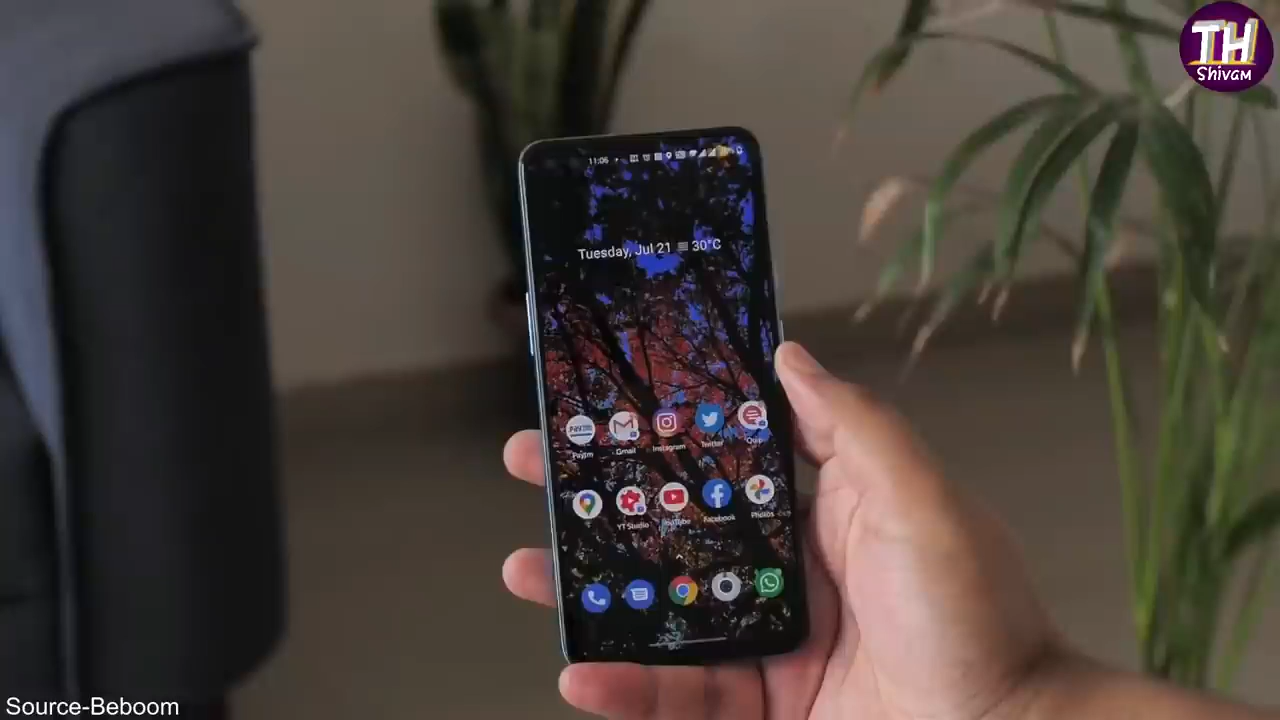 TH
Shivam
11:06
Tuesday, Jul 21 30°C
PAYTM
Paytm Gmail Instagram Twitter
YT Studio YouTube Facebook Photos
Source-Beboom